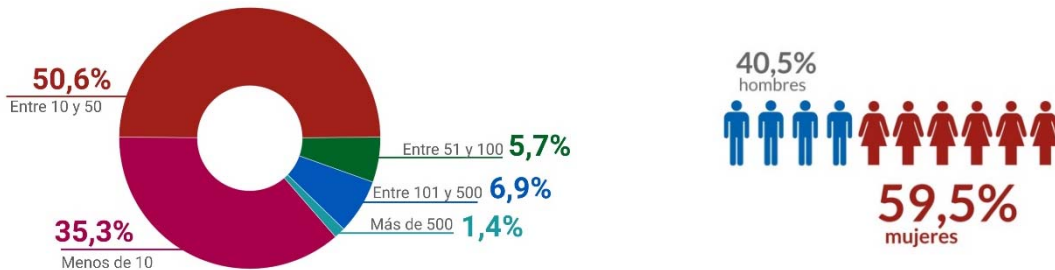 50,6%
Entre 10 y 50
Entre 51 y 100 5,7%
Entre 101 y 500 6,9%
Más de 500 1,4%
35,3%
Menos de 10
40,5%
hombres
59,5%
mujeres